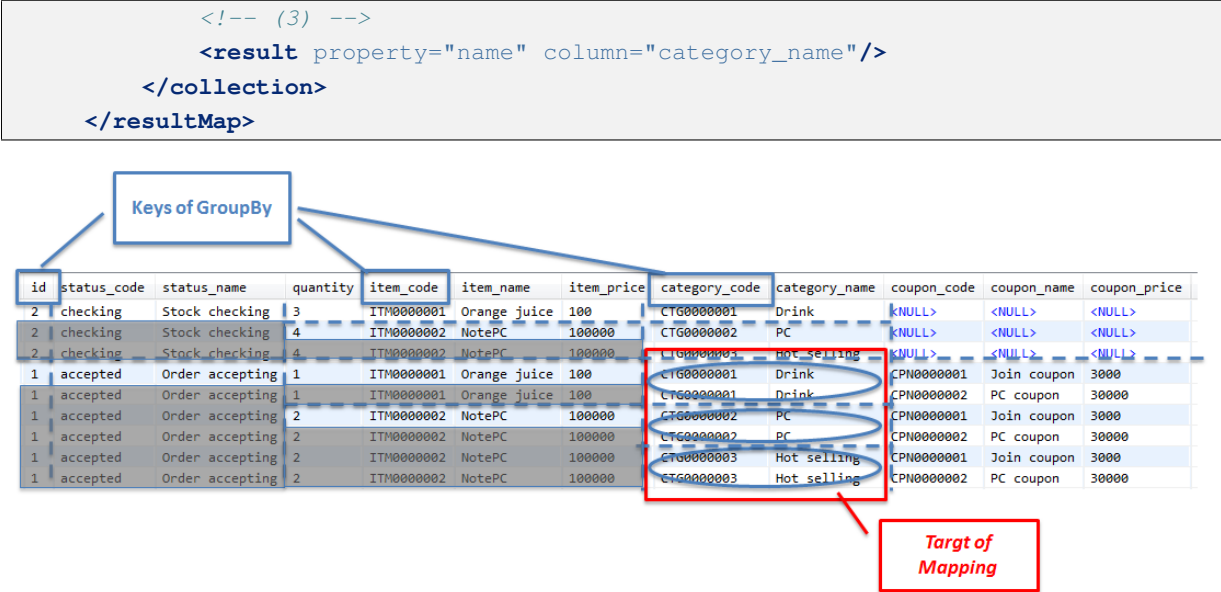 <!-- (3) -->
<result property="name" column="category_name"/>
</collection>
</resultMap>
Keys of GroupBy
id status_code status_name quantity item_code item_name item_price category_code category_name coupon_code coupon_name coupon_price
2 checking Stock checking 3 ITM0000001 Orange juice 100 CTG0000001 Drink <NULL> <NULL> <NULL>
2 checking Stock checking 4 ITM0000002 NotePC 100000 CTG0000002 PC <NULL> <NULL> <NULL>
2 checking Stock checking 4 ITM0000002 NotePC 100000 CTG0000003 Hot selling <NULL> <NULL> <NULL>
1 accepted Order accepting 1 ITM0000001 Orange juice 100 CTG0000001 Drink CPN0000001 Join coupon 3000
1 accepted Order accepting 1 ITM0000001 Orange juice 100 CTG0000001 Drink CPN0000002 PC coupon 30000
1 accepted Order accepting 2 ITM0000002 NotePC 100000 CTG0000002 PC CPN0000001 Join coupon 3000
1 accepted Order accepting 2 ITM0000002 NotePC 100000 CTG0000002 PC CPN0000002 PC coupon 30000
1 accepted Order accepting 2 ITM0000002 NotePC 100000 CTG0000003 Hot selling CPN0000001 Join coupon 3000
1 accepted Order accepting 2 ITM0000002 NotePC 100000 CTG0000003 Hot selling CPN0000002 PC coupon 30000
Targt of
Mapping